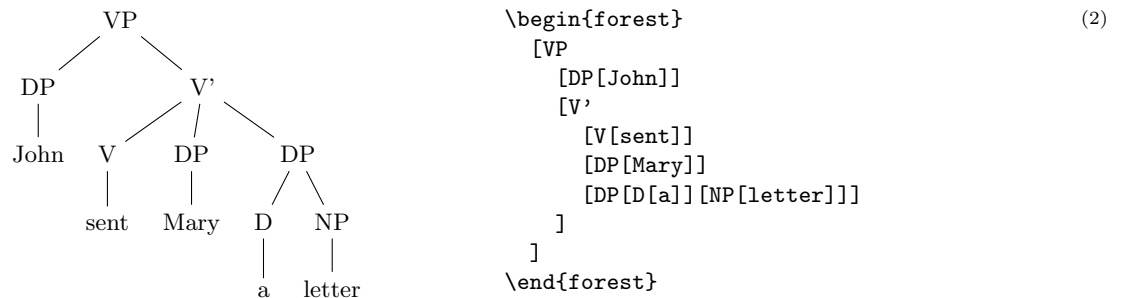 VP
DP V'
John V DP DP
sent Mary D NP
a letter
\begin{forest}
[VP
[DP[John]]
[V'
[V[sent]]
[DP[Mary]]
[DP[D[a]][NP[letter]]]
]
]
\end{forest}
(2)